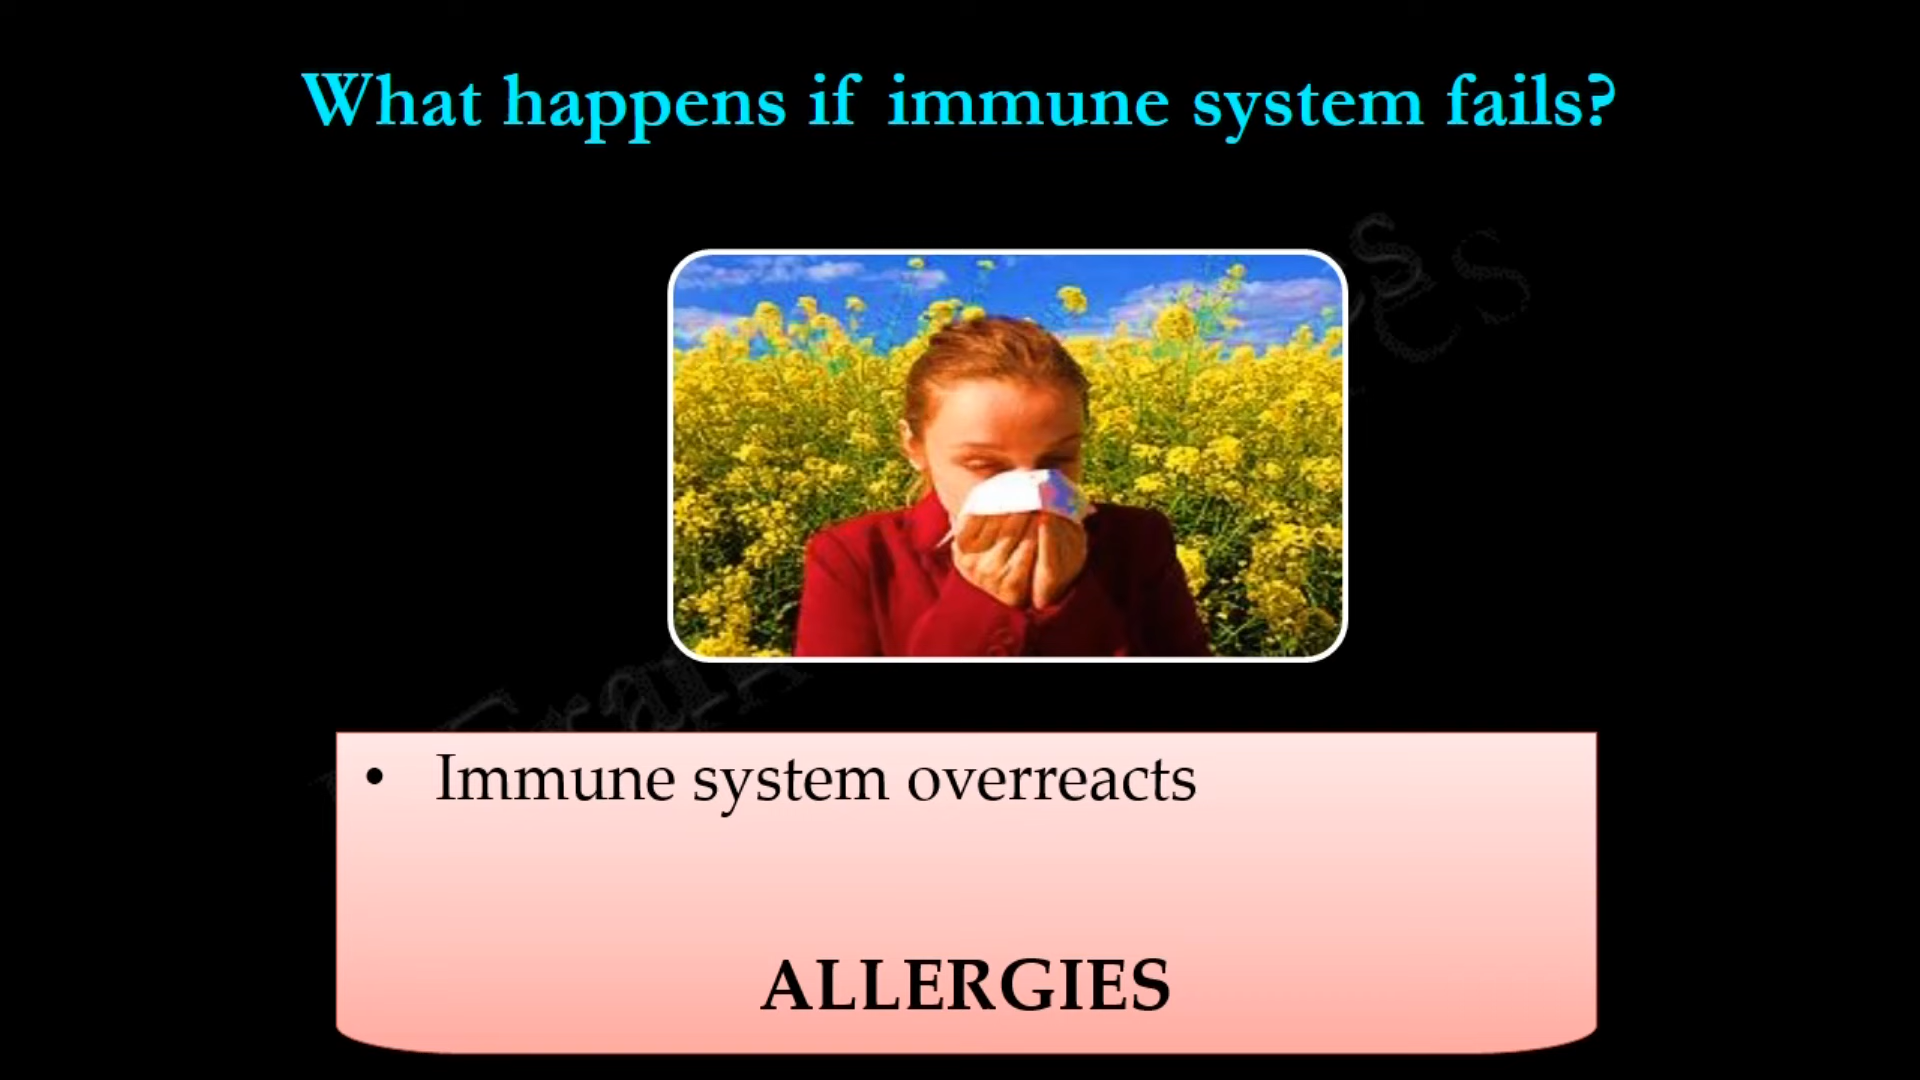 What happens if immune system fails?
• Immune system overreacts
ALLERGIES